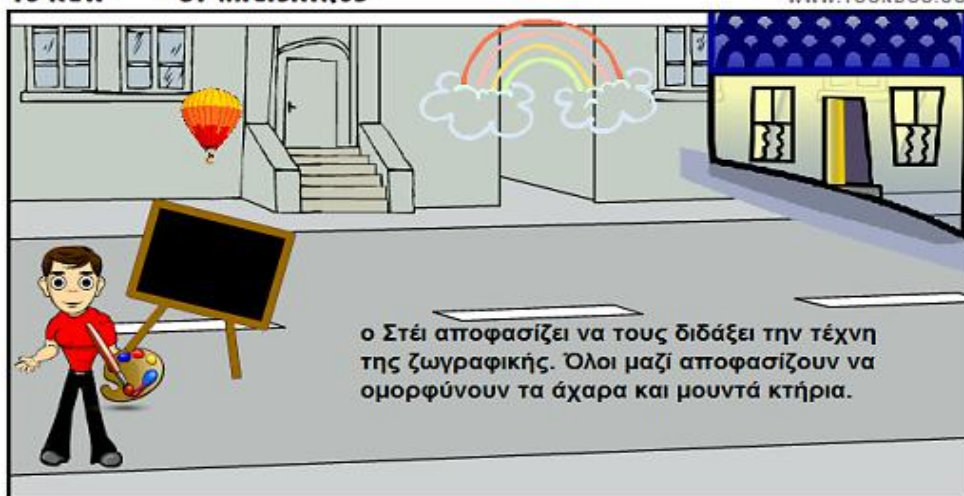 ο Στέι αποφασίζει να τους διδάξει την τέχνη
της ζωγραφικής. Όλοι μαζί αποφασίζουν να
ομορφύνουν τα άχαρα και μουντά κτήρια.